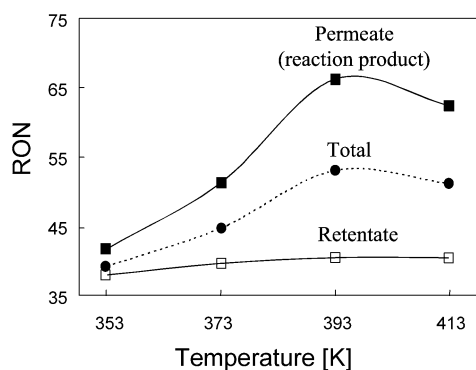 75
65
55
45
35
RON
Permeate
(reaction product)
Total
Retentate
353
373
393
413
Temperature [K]